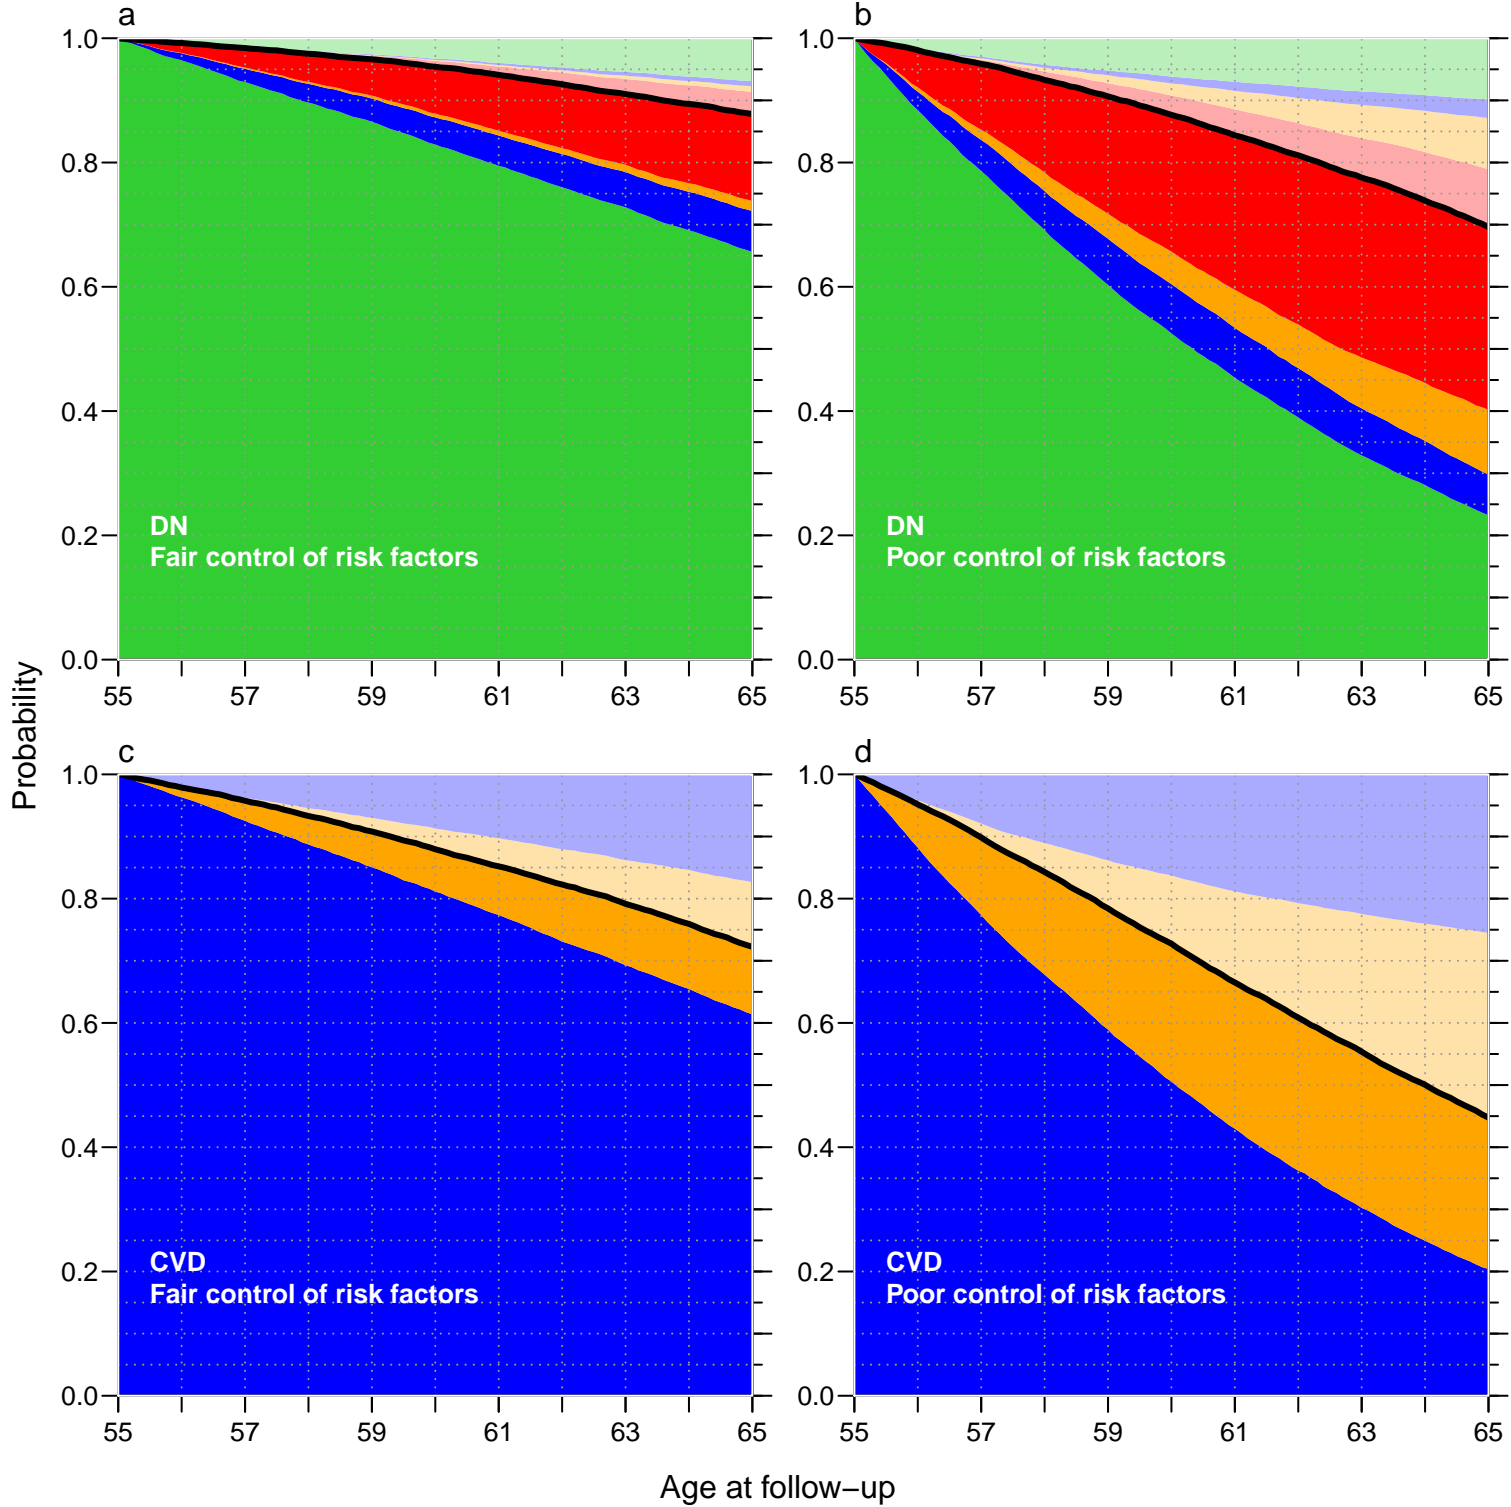 a
b
1.0
0.8
0.6
0.4
0.2
0.0
DN
Fair control of risk factors
55 57 59 61 63 65
1.0
0.8
0.6
0.4
0.2
0.0
DN
Poor control of risk factors
55 57 59 61 63 65
Probability
c
d
1.0
0.8
0.6
0.4
0.2
0.0
CVD
Fair control of risk factors
55 57 59 61 63 65
1.0
0.8
0.6
0.4
0.2
0.0
CVD
Poor control of risk factors
55 57 59 61 63 65
Age at follow−up